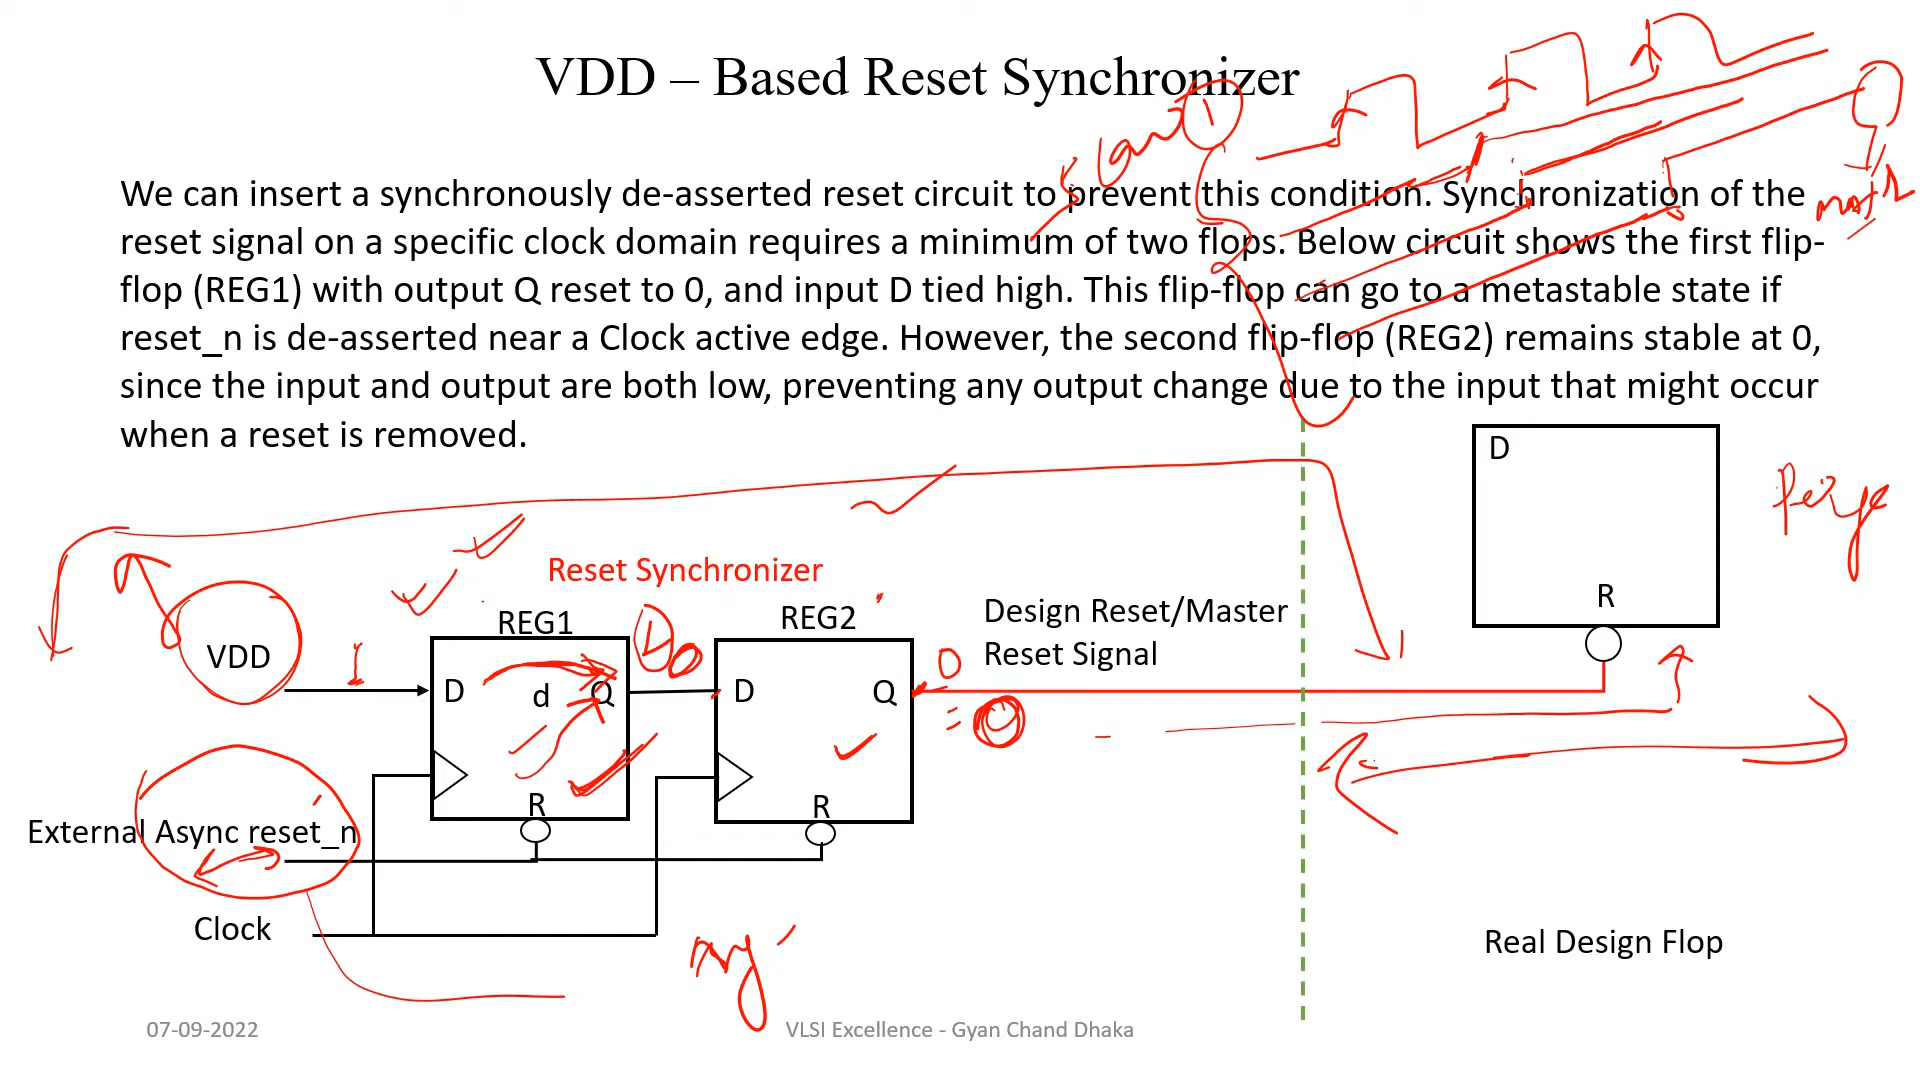 VDD – Based Reset Synchronizer
We can insert a synchronously de-asserted reset circuit to prevent this condition. Synchronization of the
reset signal on a specific clock domain requires a minimum of two flops. Below circuit shows the first flip-
flop (REG1) with output Q reset to 0, and input D tied high. This flip-flop can go to a metastable state if
reset_n is de-asserted near a Clock active edge. However, the second flip-flop (REG2) remains stable at 0,
since the input and output are both low, preventing any output change due to the input that might occur
when a reset is removed.
D
R
Reset Synchronizer
REG1
REG2
Design Reset/Master
Reset Signal
VDD
1
1
0
0
1
D
d
Q
D
Q
= 0
R
R
External Async reset_n
Clock
Real Design Flop
07-09-2022
VLSI Excellence - Gyan Chand Dhaka